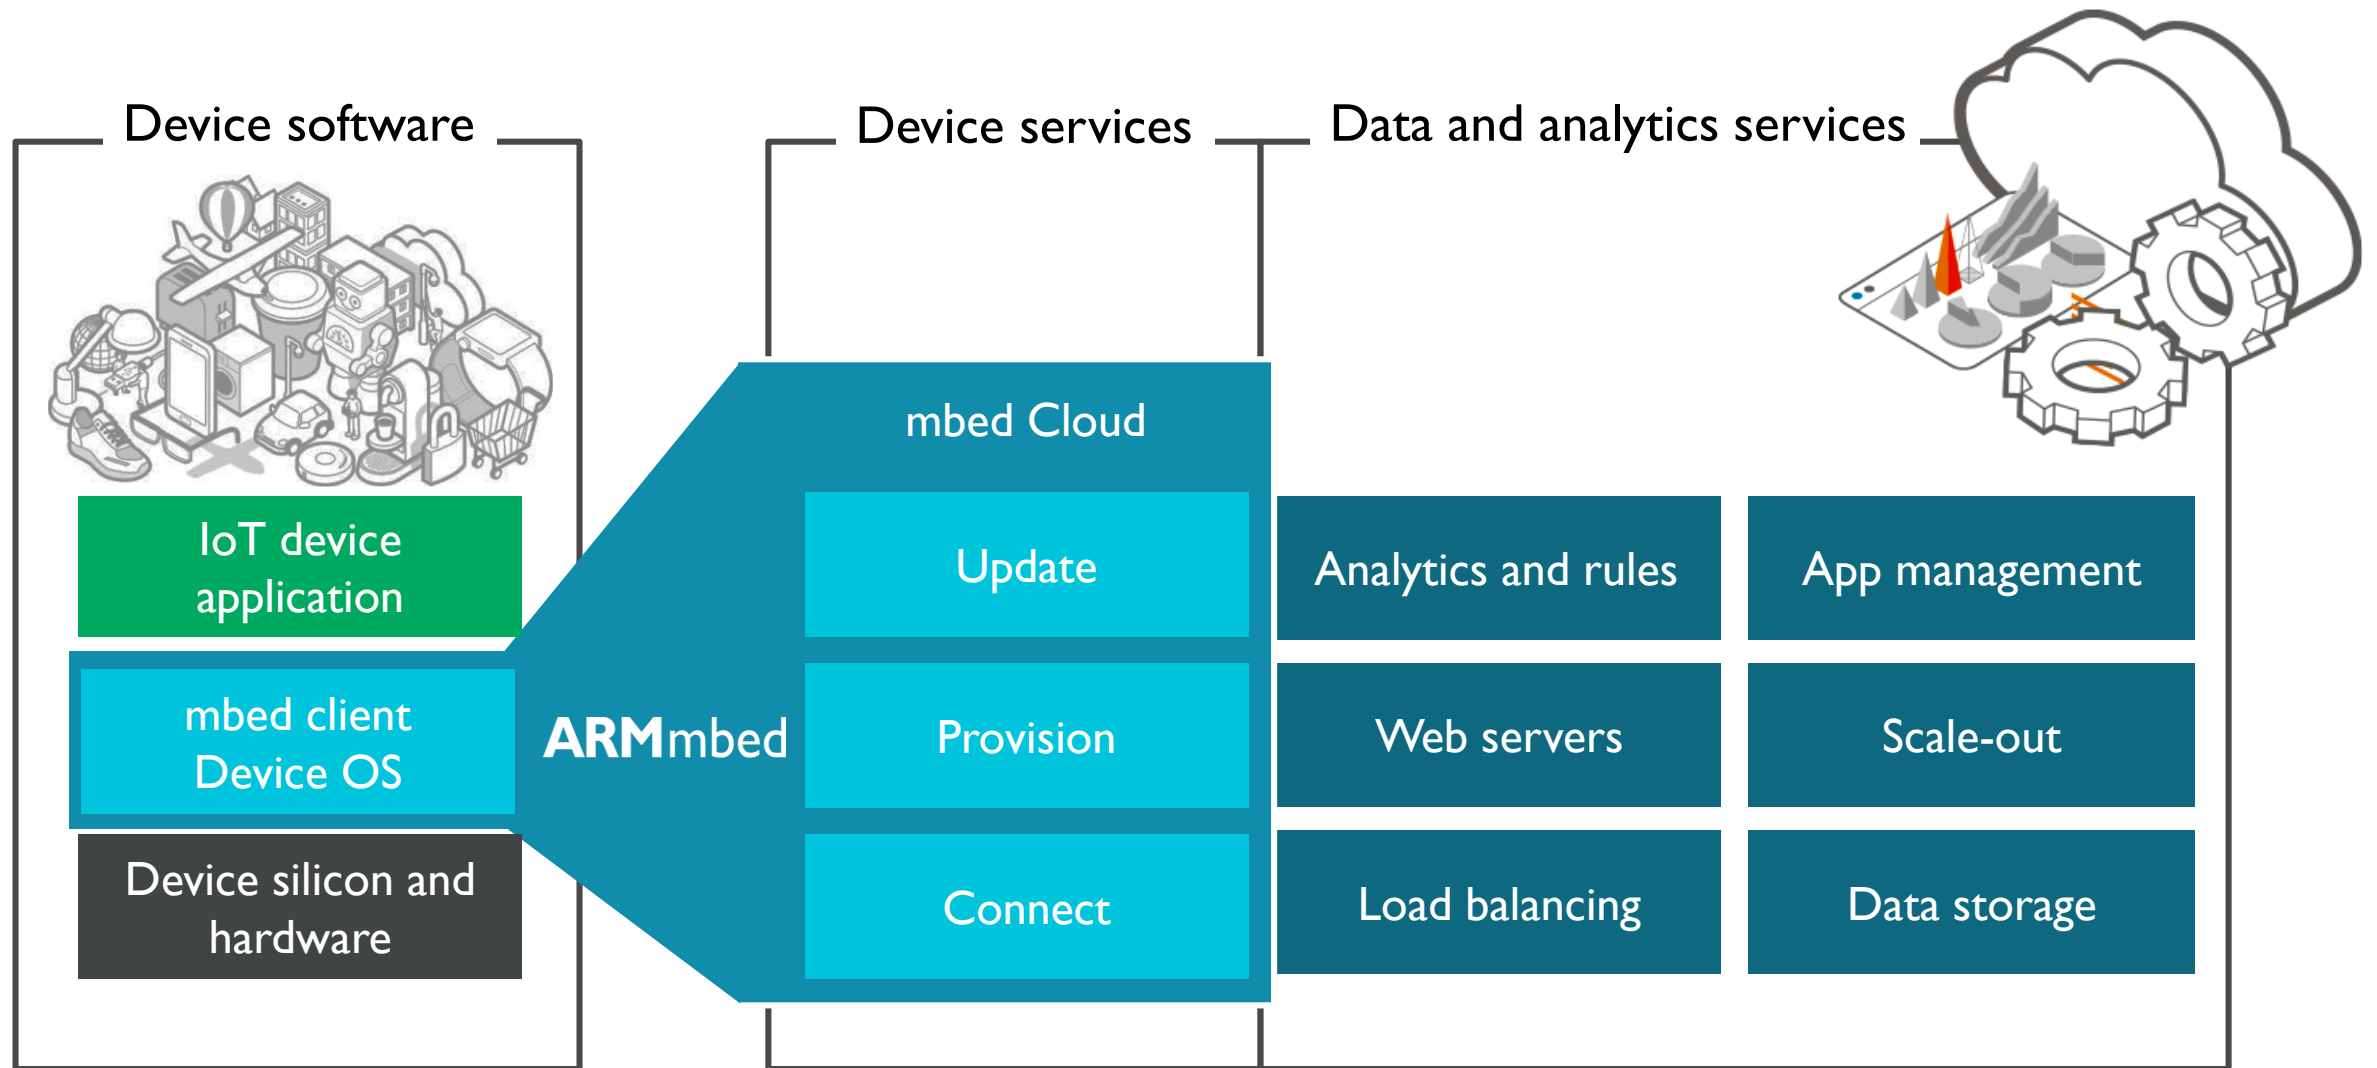 Device software
Device services
Data and analytics services
mbed Cloud
IoT device
application
Update
Analytics and rules
App management
mbed client
Device OS
ARMmbed
Provision
Web servers
Scale-out
Device silicon and
hardware
Connect
Load balancing
Data storage